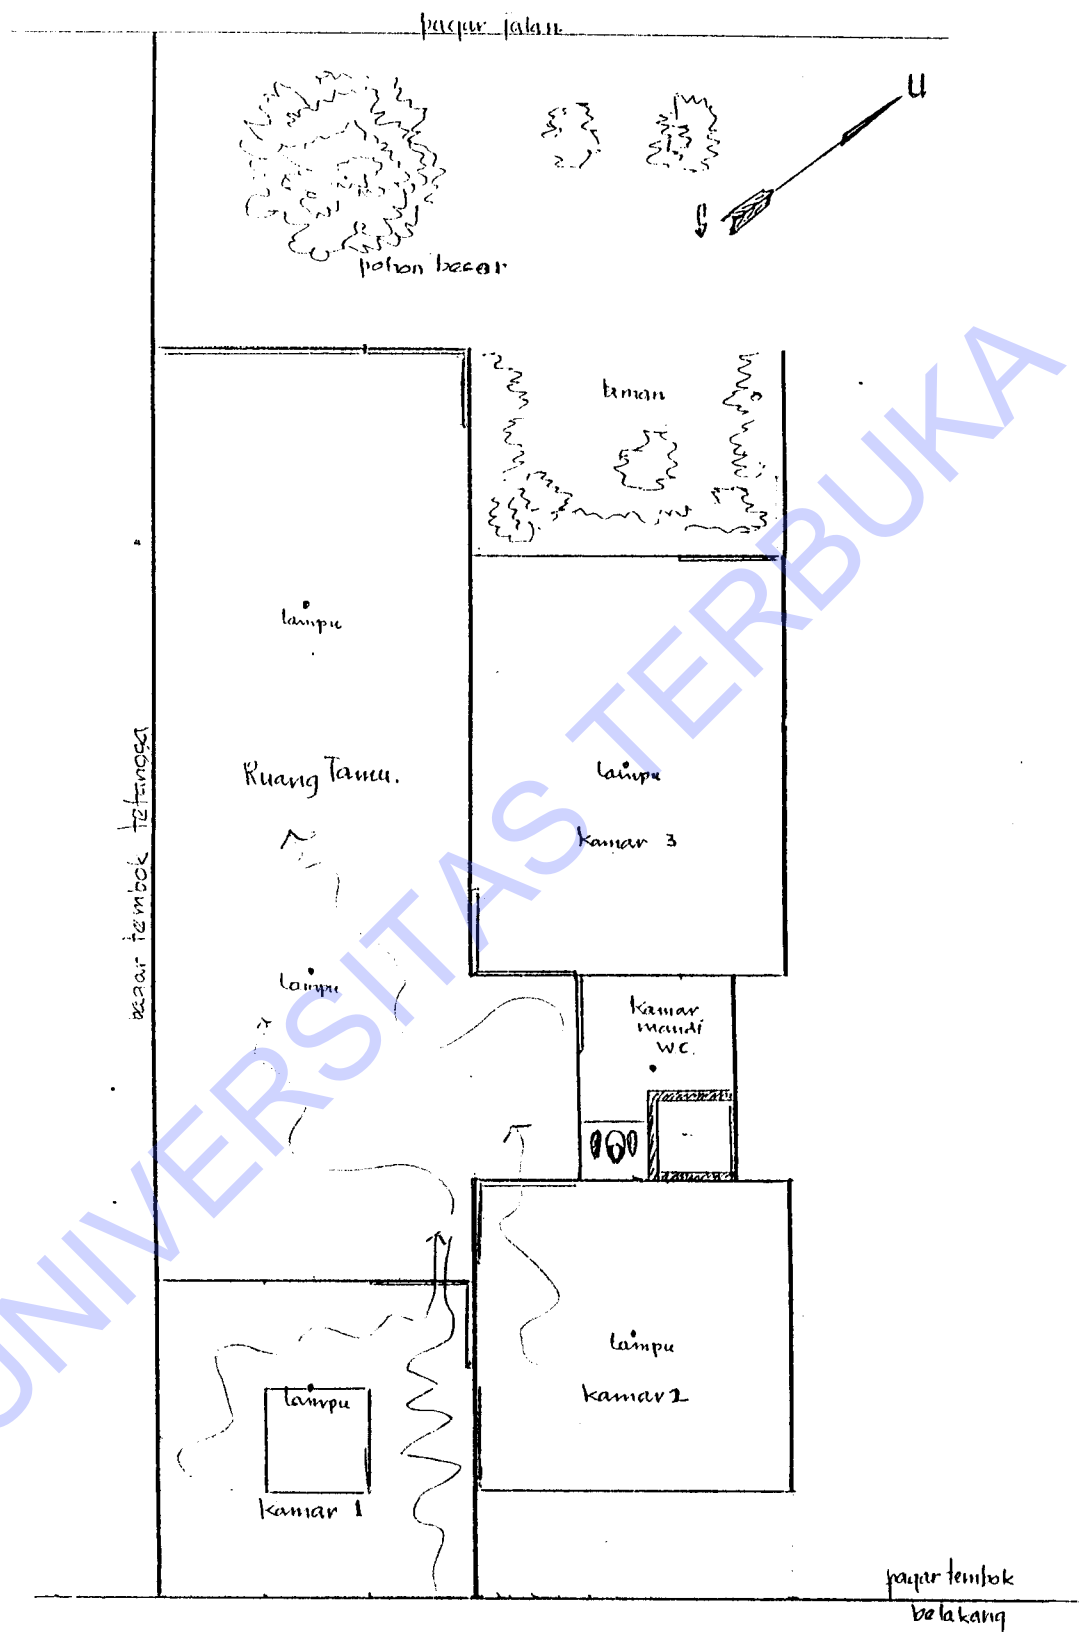 pagar jalan
U
pohon besar
taman
lampu
Ruang Tamu.
lampu
kamar 3
pagar tembok tetangga
lampu
kamar
mandi
W.C.
lampu
kamar 2
lampu
kamar 1
pagar tembok
belakang
UNIVERSITAS TERBUKA